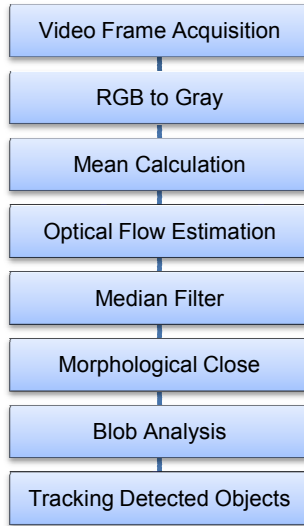 Video Frame Acquisition
RGB to Gray
Mean Calculation
Optical Flow Estimation
Median Filter
Morphological Close
Blob Analysis
Tracking Detected Objects